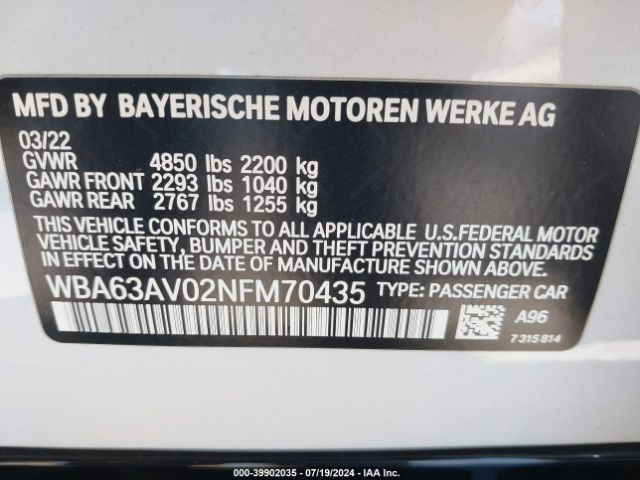 MFD BY BAYERISCHE MOTOREN WERKE AG
03/22
GVWR 4850 lbs 2200 kg
GAWR FRONT 2293 lbs 1040 kg
GAWR REAR 2767 lbs 1255 kg
THIS VEHICLE CONFORMS TO ALL APPLICABLE U.S.FEDERAL MOTOR
VEHICLE SAFETY, BUMPER AND THEFT PREVENTION STANDARDS
IN EFFECT ON THE DATE OF MANUFACTURE SHOWN ABOVE.
WBA63AV02NFM70435 TYPE: PASSENGER CAR
A96
7315814
000-39902035 | 07/19/2024 | IAA Inc.